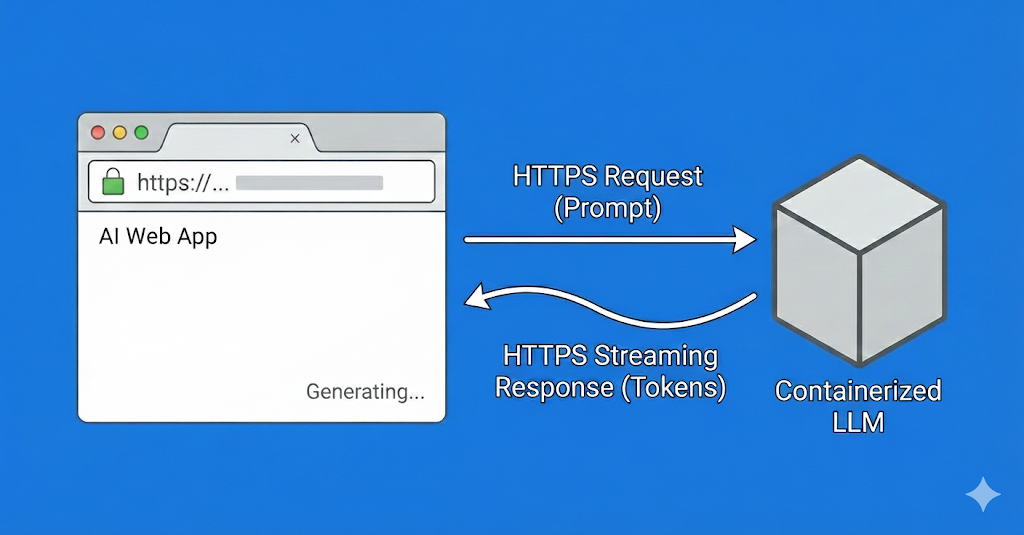 https://...
AI Web App
Generating...
HTTPS Request
(Prompt)
HTTPS Streaming
Response (Tokens)
Containerized
LLM